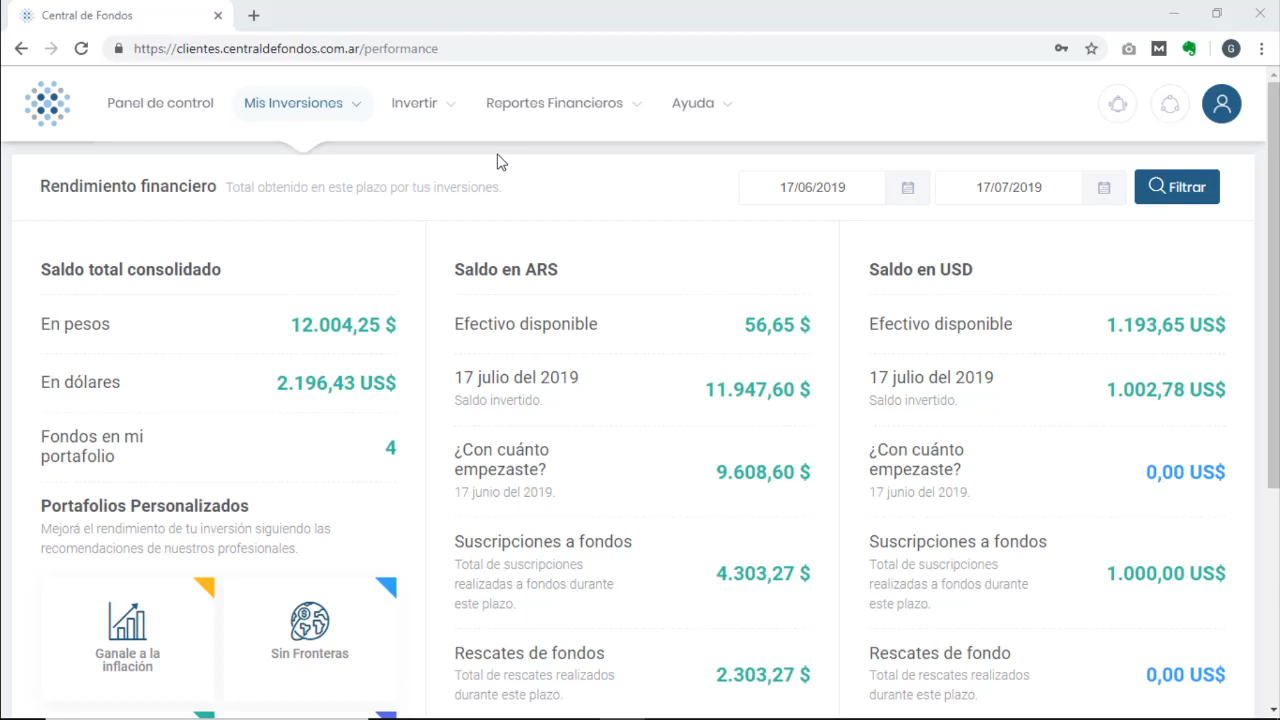 Central de Fondos
https://clientes.centraldefondos.com.ar/performance
M
G
Panel de control
Mis Inversiones
Invertir
Reportes Financieros
Ayuda
Rendimiento financiero
Total obtenido en este plazo por tus inversiones.
17/06/2019
17/07/2019
Filtrar
Saldo total consolidado
En pesos
12.004,25 $
En dólares
2.196,43 US$
Fondos en mi
portafolio
4
Portafolios Personalizados
Mejorá el rendimiento de tu inversión siguiendo las
recomendaciones de nuestros profesionales.
Ganale a la
inflación
Sin Fronteras
Saldo en ARS
Efectivo disponible
56,65 $
17 julio del 2019
Saldo invertido.
11.947,60 $
¿Con cuánto
empezaste?
17 junio del 2019.
9.608,60 $
Suscripciones a fondos
Total de suscripciones
realizadas a fondos durante
este plazo.
4.303,27 $
Rescates de fondos
Total de rescates realizados
durante este plazo.
2.303,27 $
Saldo en USD
Efectivo disponible
1.193,65 US$
17 julio del 2019
Saldo invertido.
1.002,78 US$
¿Con cuánto
empezaste?
17 junio del 2019.
0,00 US$
Suscripciones a fondos
Total de suscripciones
realizadas a fondos durante
este plazo.
1.000,00 US$
Rescates de fondo
Total de rescates realizados
durante este plazo.
0,00 US$